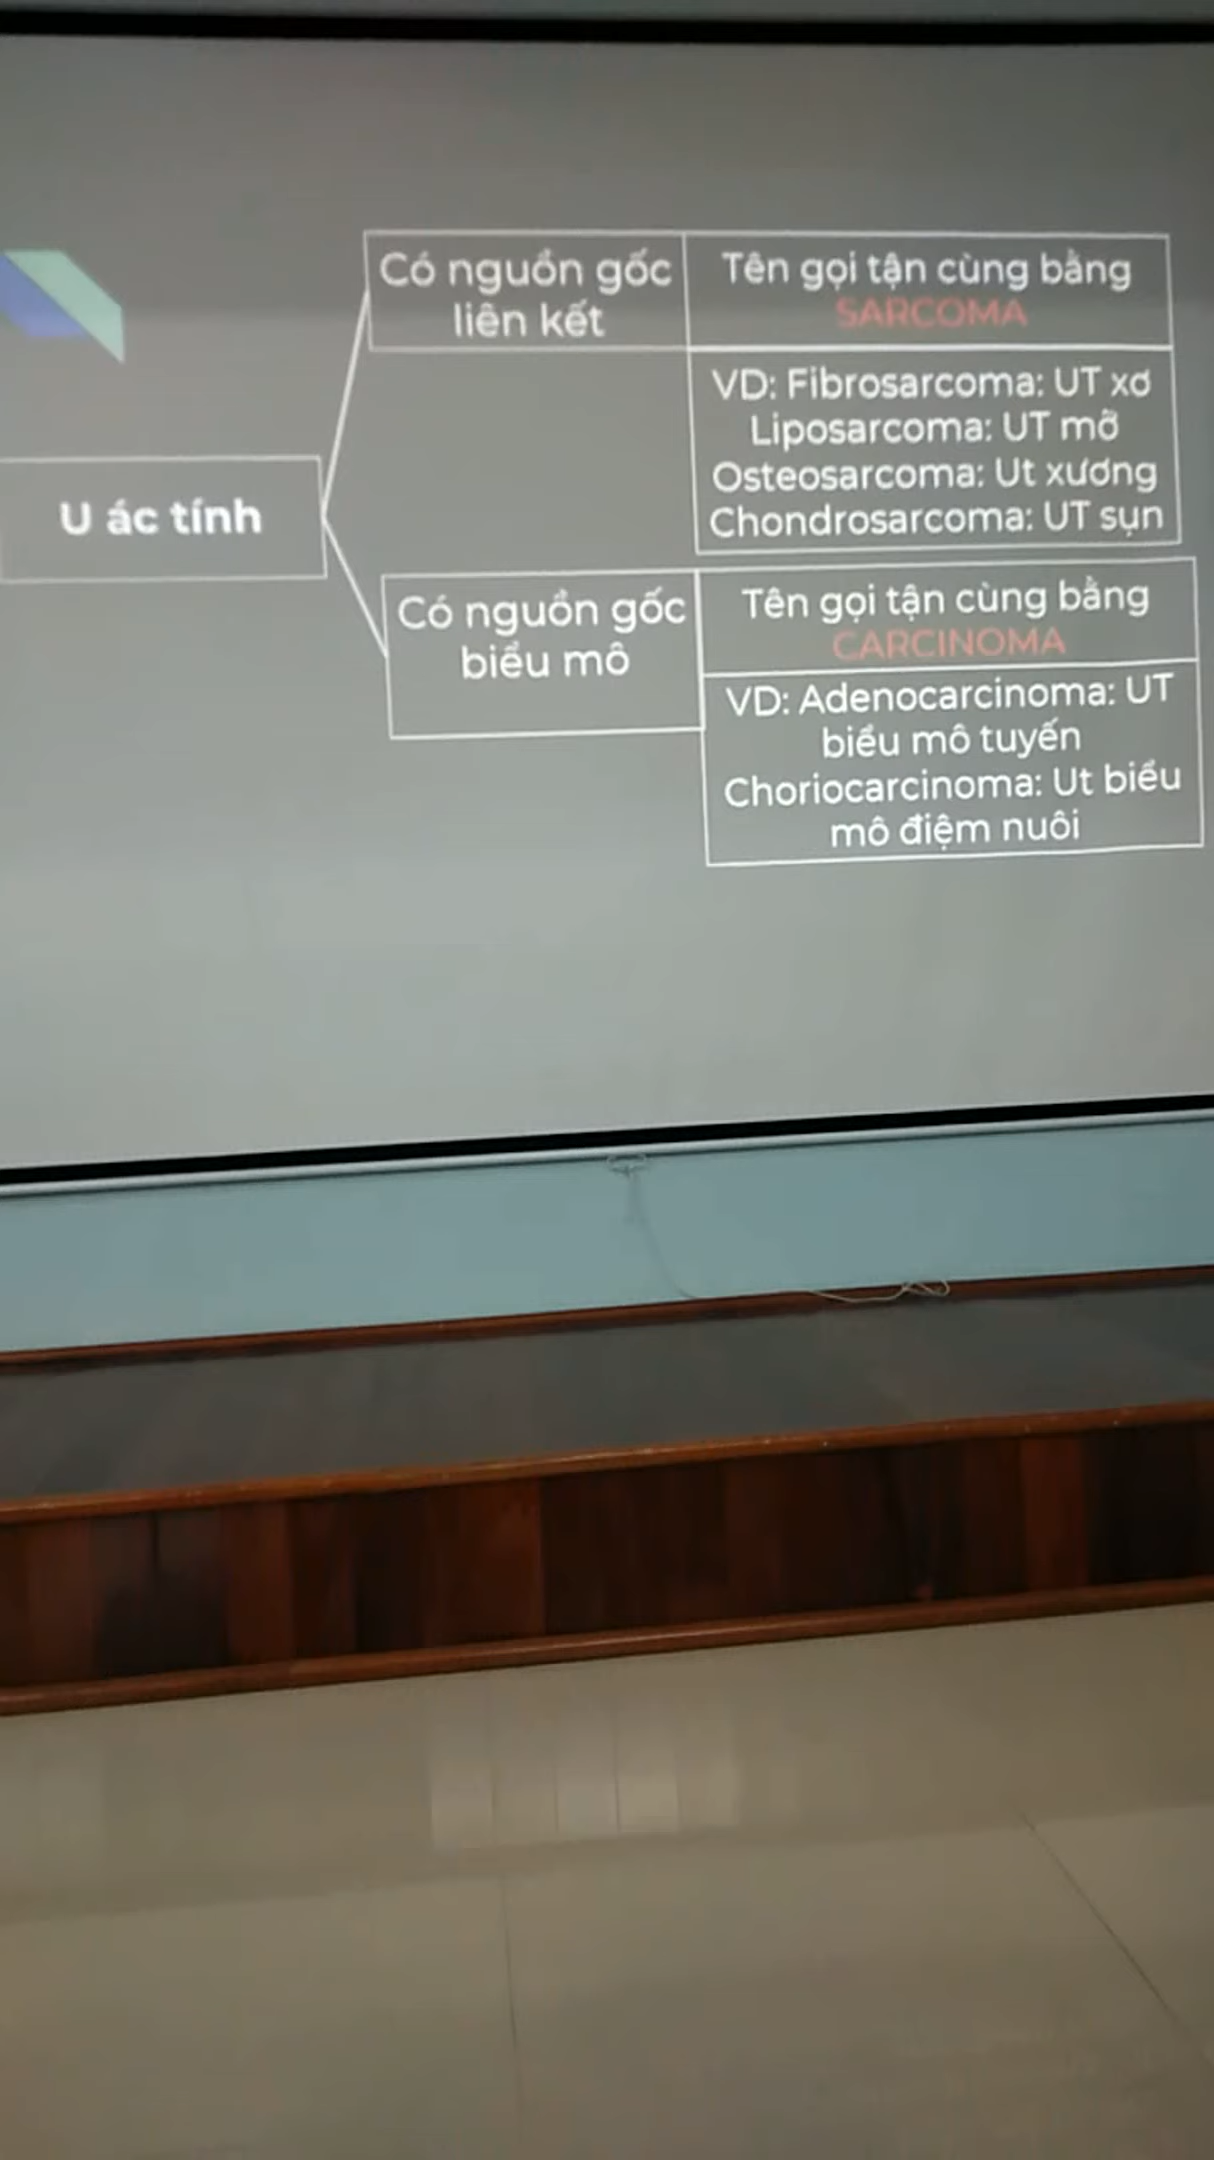 U ác tính
Có nguồn gốc
liên kết
Tên gọi tận cùng bằng
SARCOMA
VD: Fibrosarcoma: UT xơ
Liposarcoma: UT mỡ
Osteosarcoma: Ut xương
Chondrosarcoma: UT sụn
Có nguồn gốc
biểu mô
Tên gọi tận cùng bằng
CARCINOMA
VD: Adenocarcinoma: UT
biểu mô tuyến
Choriocarcinoma: Ut biểu
mô điệm nuôi